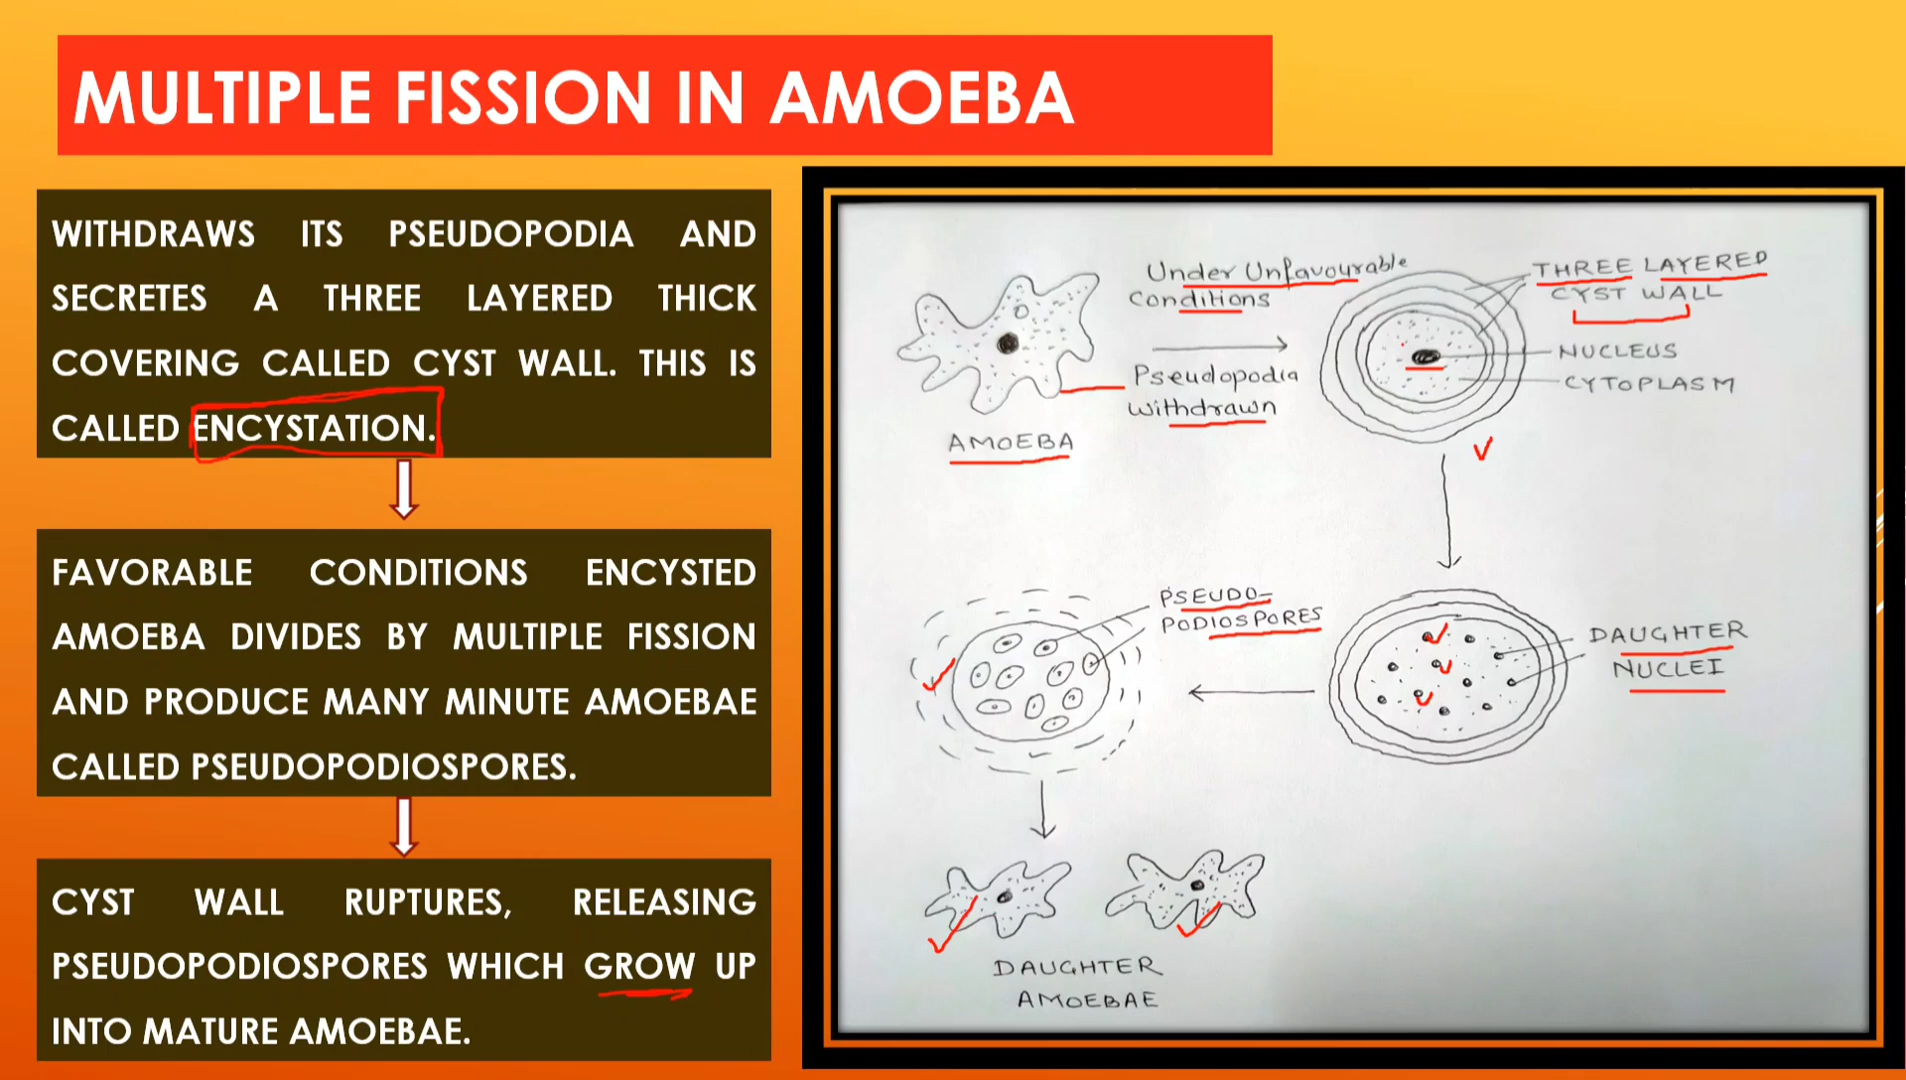 MULTIPLE FISSION IN AMOEBA
WITHDRAWS ITS PSEUDOPODIA AND
SECRETES A THREE LAYERED THICK
COVERING CALLED CYST WALL. THIS IS
CALLED ENCYSTATION.
FAVORABLE CONDITIONS ENCYSTED
AMOEBA DIVIDES BY MULTIPLE FISSION
AND PRODUCE MANY MINUTE AMOEBAE
CALLED PSEUDOPODIOSPORES.
CYST WALL RUPTURES, RELEASING
PSEUDOPODIOSPORES WHICH GROW UP
INTO MATURE AMOEBAE.
Under Unfavourable
Conditions
Pseudopodia
withdrawn
AMOEBA
THREE LAYERED
CYST WALL
NUCLEUS
CYTOPLASM
PSEUDO-
PODIOSPORES
DAUGHTER
NUCLEI
DAUGHTER
AMOEBAE